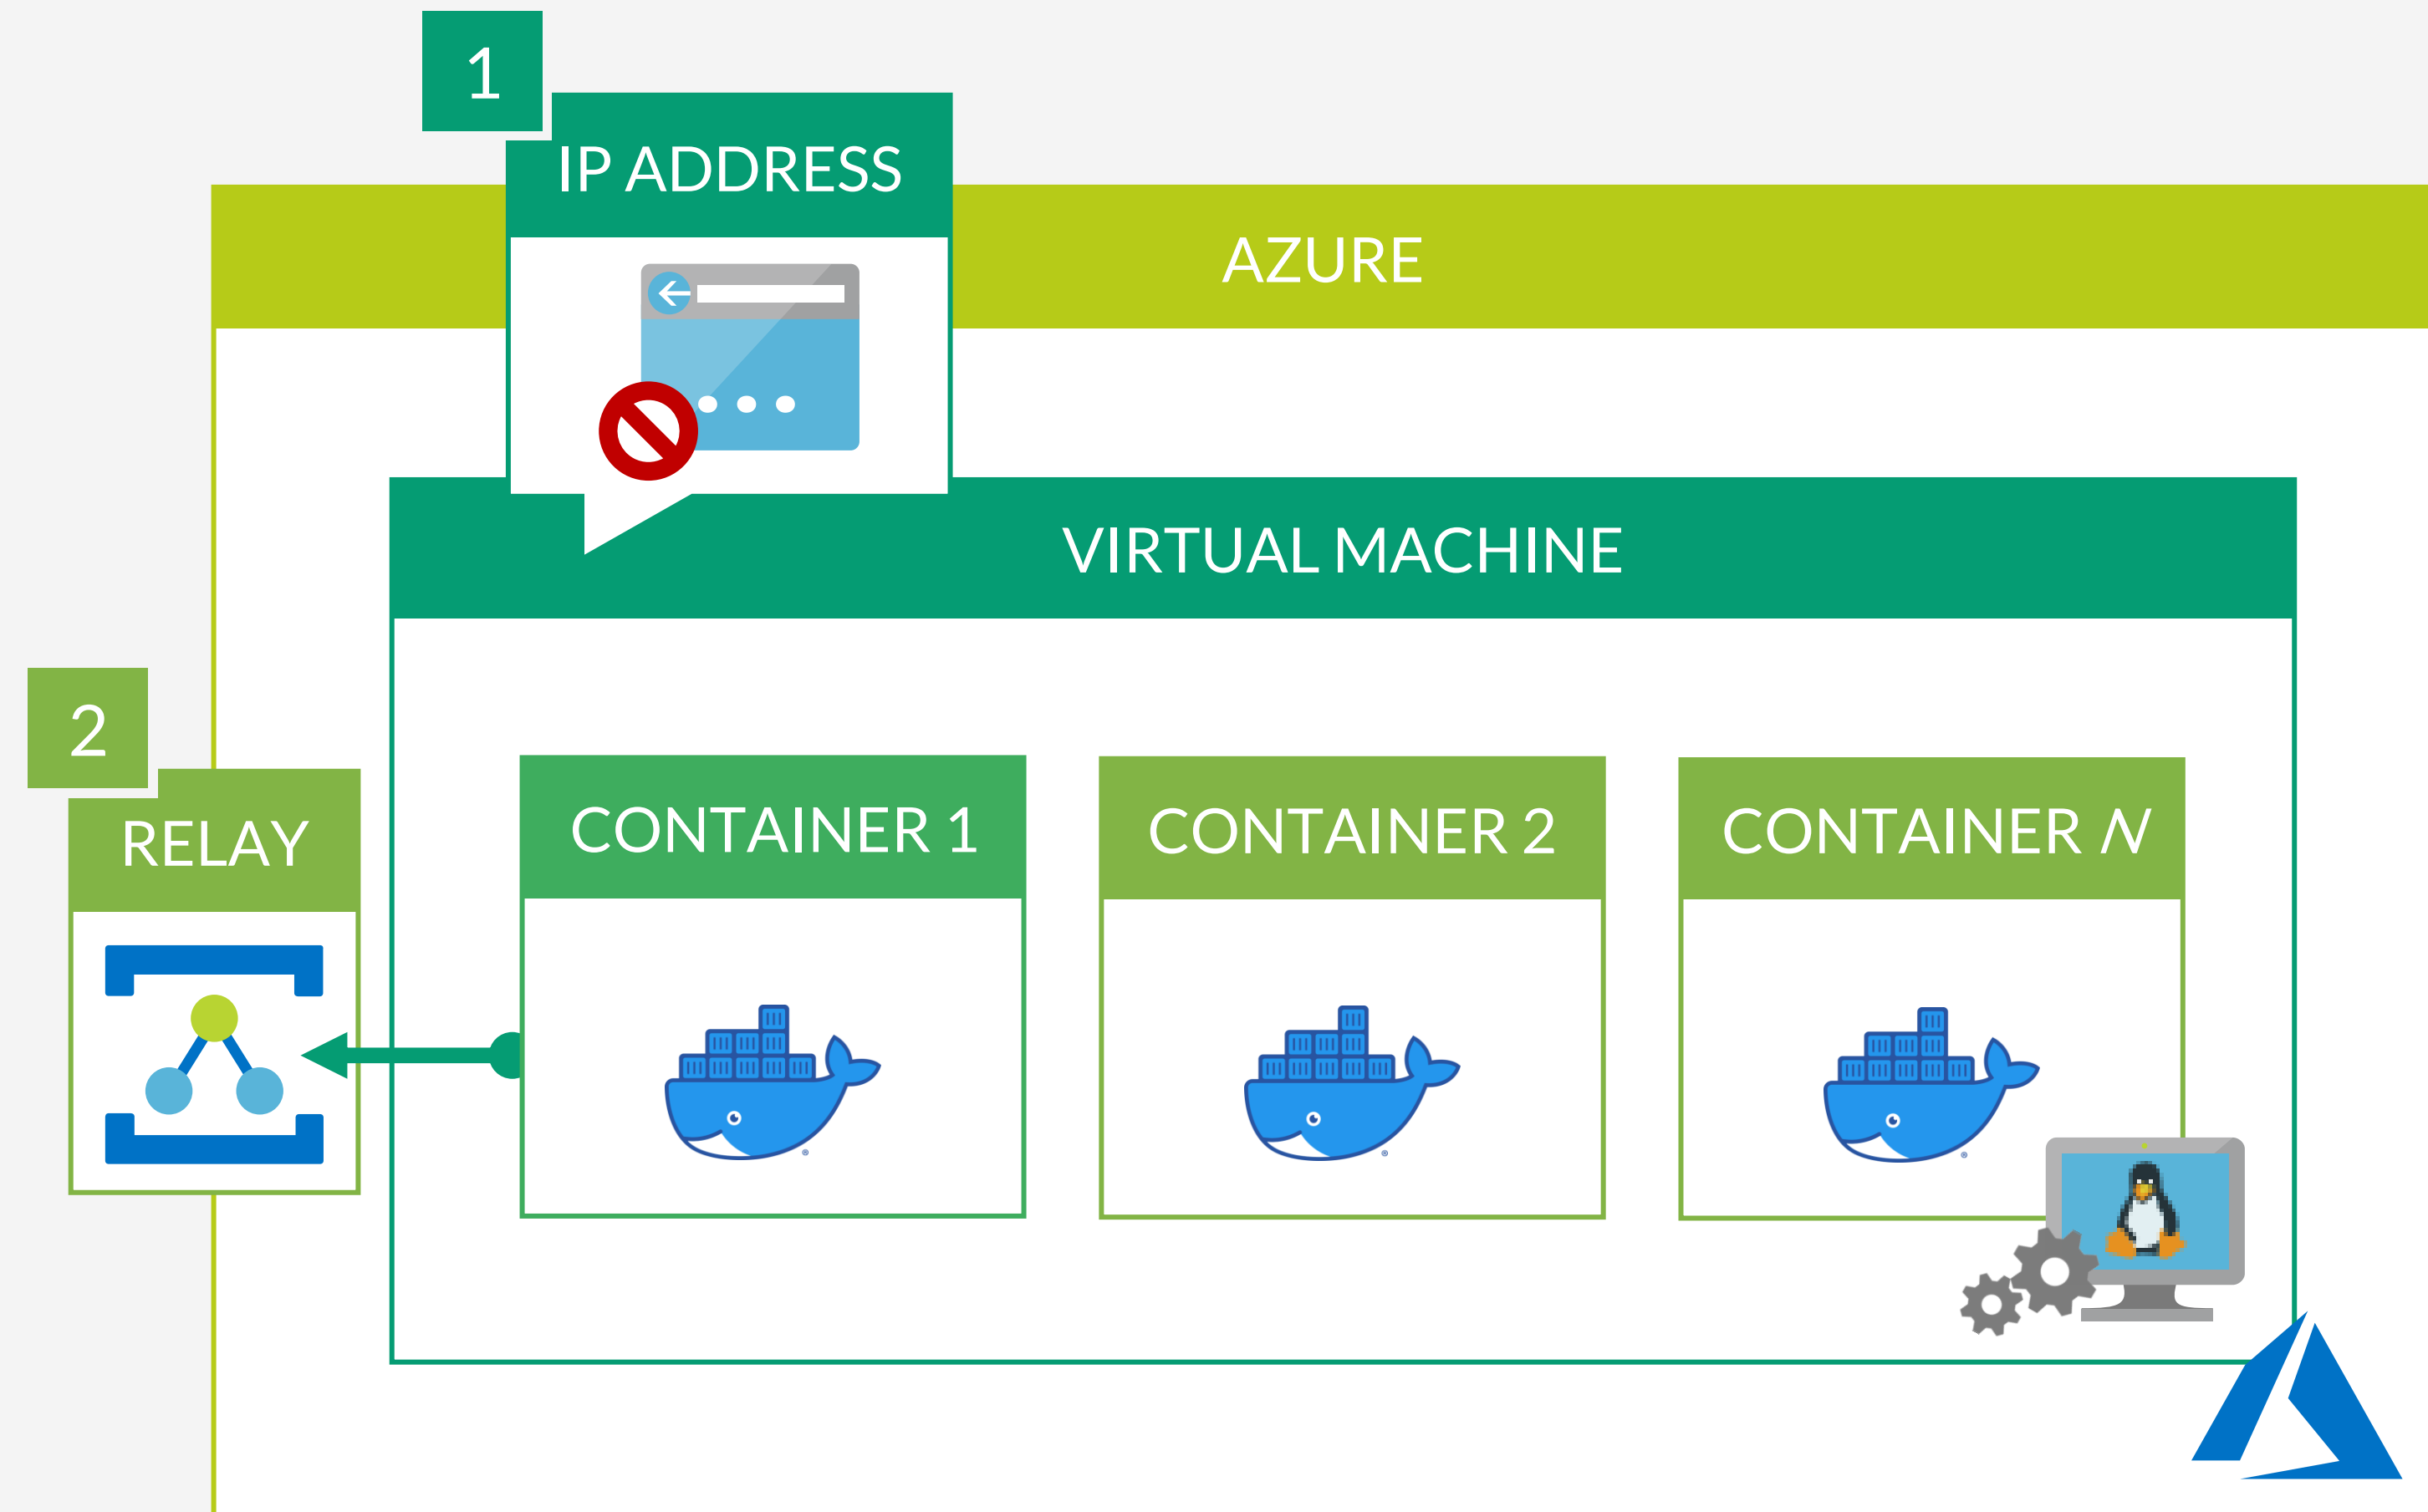 1
IP ADDRESS
AZURE
VIRTUAL MACHINE
2
RELAY
CONTAINER 1
CONTAINER 2
CONTAINER N